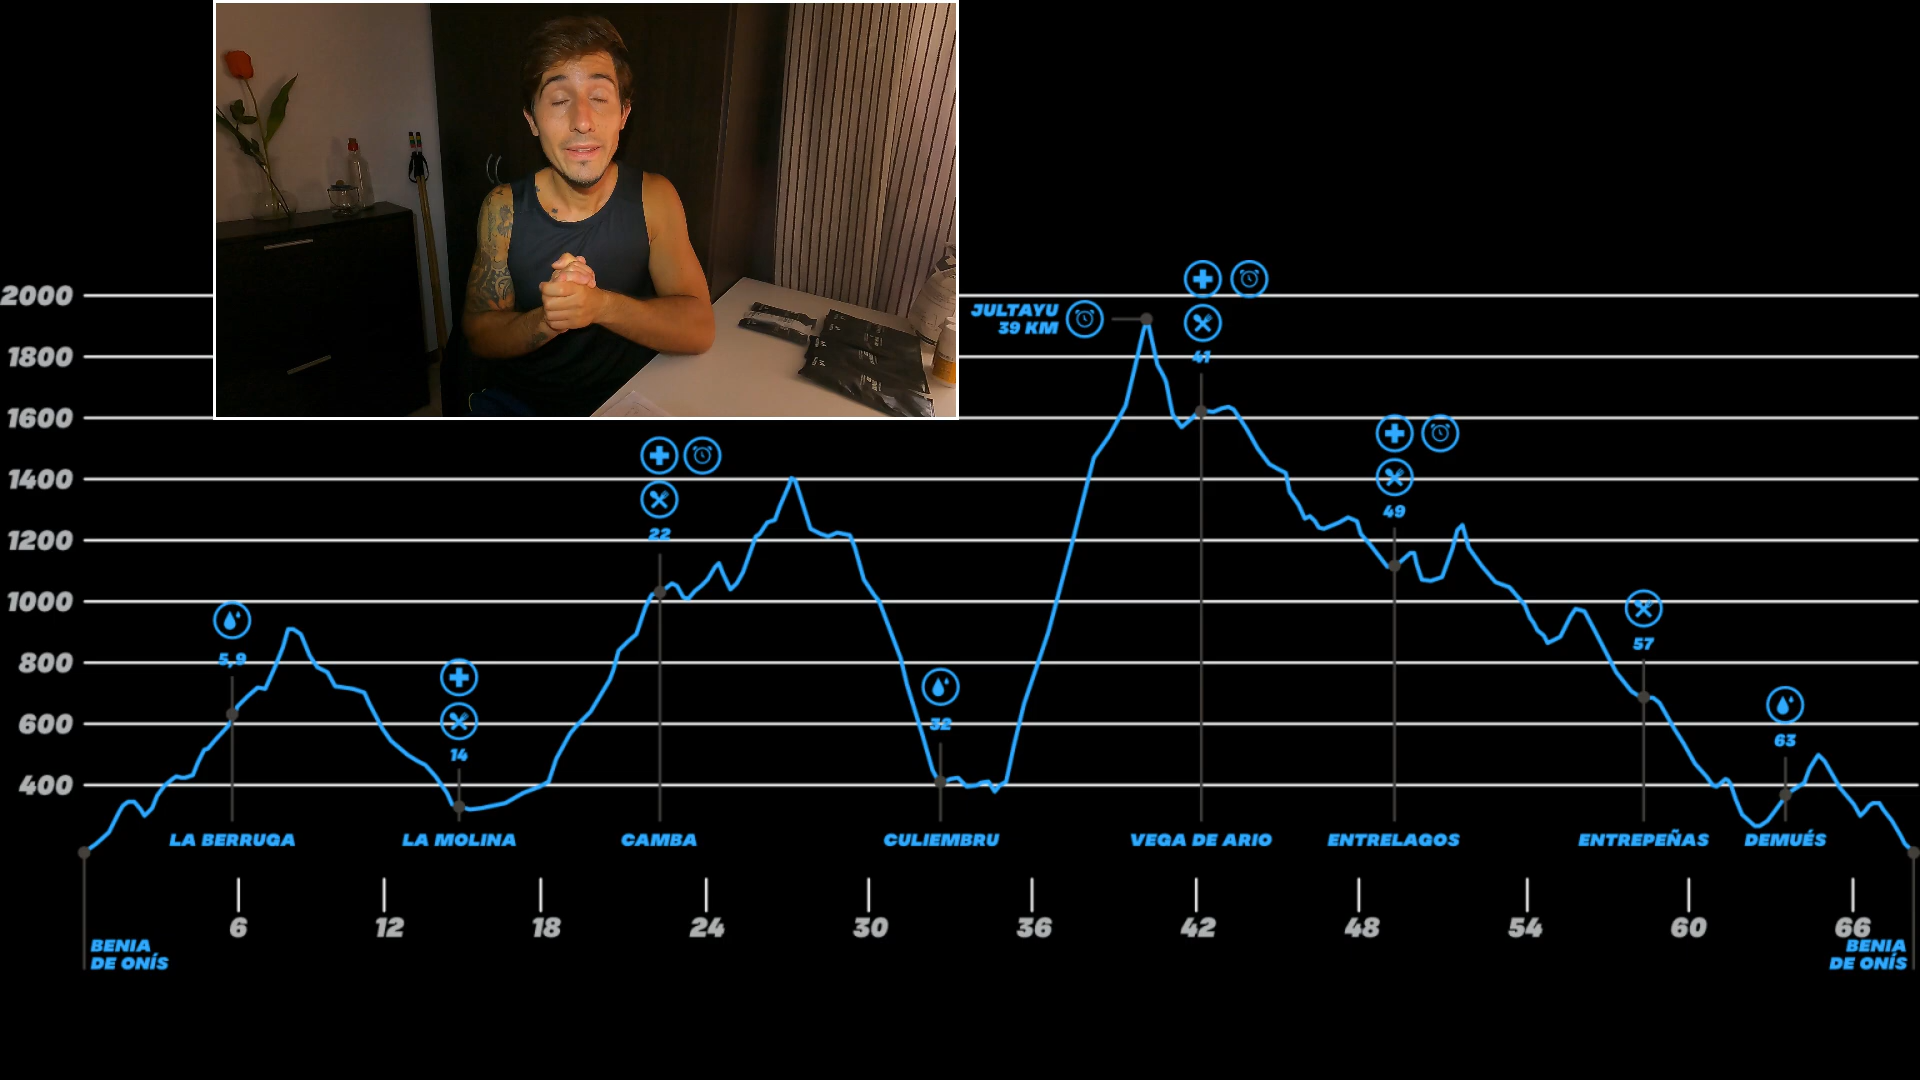 2000
1800
1600
1400
1200
1000
800
600
400
JULTAYU
39 KM
41
22
49
5,9
57
14
32
63
LA BERRUGA
LA MOLINA
CAMBA
CULIEMBRU
VEGA DE ARIO
ENTRELAGOS
ENTREPEÑAS
DEMUÉS
6
12
18
24
30
36
42
48
54
60
66
BENIA
DE ONÍS
BENIA
DE ONÍS